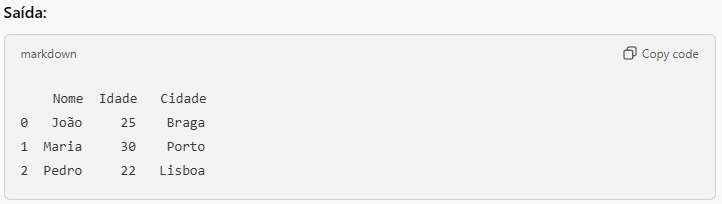 Saída:
markdown Copy code
Nome Idade Cidade
0 João 25 Braga
1 Maria 30 Porto
2 Pedro 22 Lisboa